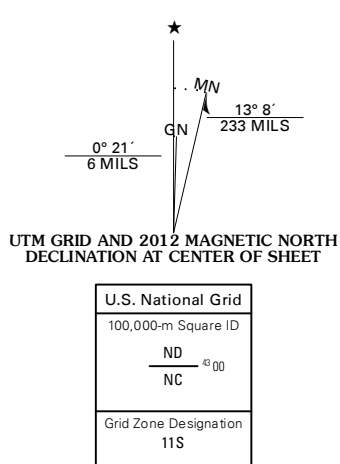 ★
MN
GN
13° 8´
233 MILS
0° 21´
6 MILS
UTM GRID AND 2012 MAGNETIC NORTH
DECLINATION AT CENTER OF SHEET
U.S. National Grid
100,000-m Square ID
ND
NC
43 00
Grid Zone Designation
11S